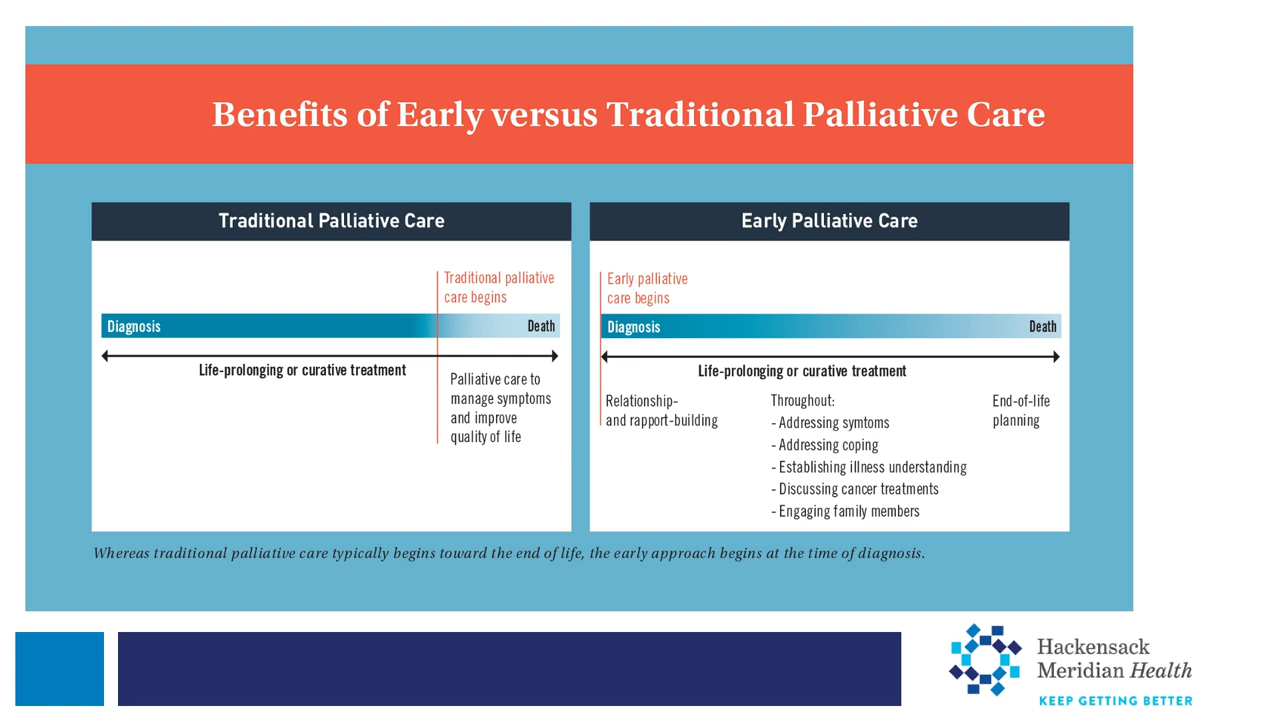 Benefits of Early versus Traditional Palliative Care
Traditional Palliative Care
Traditional palliative
care begins
Diagnosis
Death
Life-prolonging or curative treatment
Palliative care to
manage symptoms
and improve
quality of life
Early Palliative Care
Early palliative
care begins
Diagnosis
Death
Life-prolonging or curative treatment
Relationship-
and rapport-building
Throughout:
- Addressing symtoms
- Addressing coping
- Establishing illness understanding
- Discussing cancer treatments
- Engaging family members
End-of-life
planning
Whereas traditional palliative care typically begins toward the end of life, the early approach begins at the time of diagnosis.
Hackensack
Meridian Health
KEEP GETTING BETTER